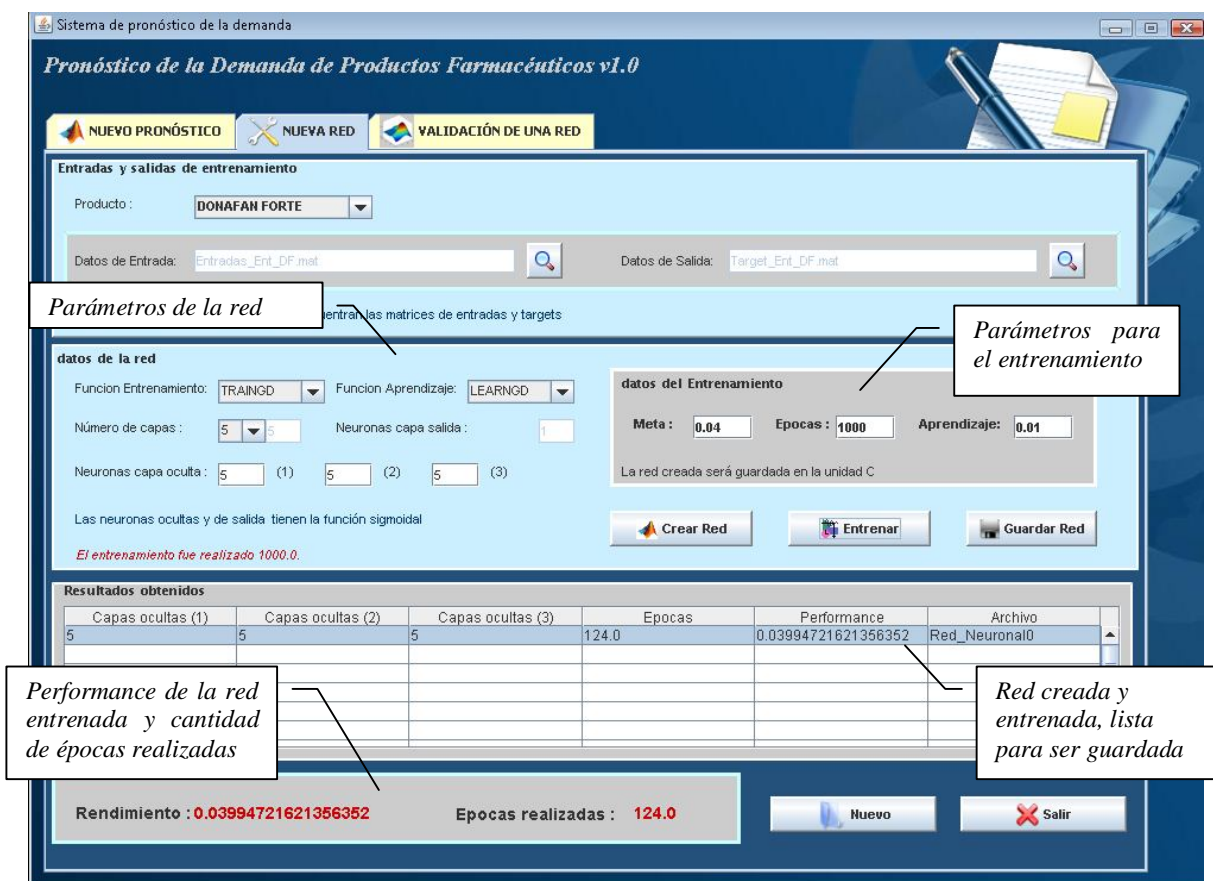 Sistema de pronóstico de la demanda
Pronóstico de la Demanda de Productos Farmacéuticos v1.0
NUEVO PRONÓSTICO
NUEVA RED
VALIDACIÓN DE UNA RED
Entradas y salidas de entrenamiento
Producto :
DONAFAN FORTE
Datos de Entrada:
Entradas_Ent_DF.mat
Datos de Salida:
Target_Ent_DF.mat
Parámetros de la red
las matrices de entradas y targets
Parámetros para
el entrenamiento
datos de la red
Funcion Entrenamiento:
TRAINGD
Funcion Aprendizaje:
LEARNGD
Número de capas :
5
5
Neuronas capa salida :
1
Neuronas capa oculta :
5
(1)
5
(2)
5
(3)
Las neuronas ocultas y de salida tienen la función sigmoidal
El entrenamiento fue realizado 1000.0.
datos del Entrenamiento
Meta :
0.04
Epocas :
1000
Aprendizaje:
0.01
La red creada será guardada en la unidad C
Crear Red
Entrenar
Guardar Red
Resultados obtenidos
Capas ocultas (1) Capas ocultas (2) Capas ocultas (3) Epocas Performance Archivo
5 5 5 124.0 0.03994721621356352 Red_Neuronal0
Performance de la red
entrenada y cantidad
de épocas realizadas
Red creada y
entrenada, lista
para ser guardada
Rendimiento : 0.03994721621356352
Epocas realizadas : 124.0
Nuevo
Salir